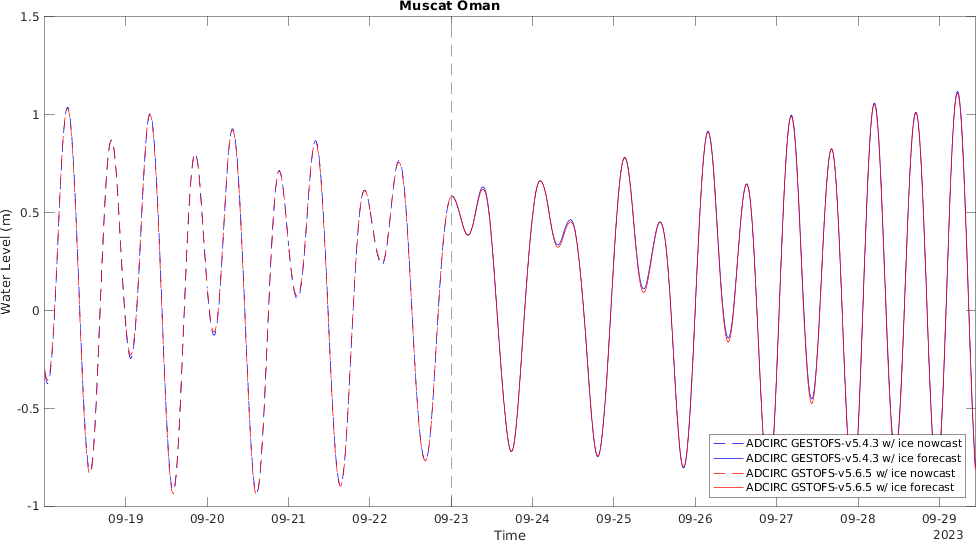 Muscat Oman
1.5
1
0.5
0
-0.5
-1
Water Level (m)
ADCIRC GESTOFS-v5.4.3 w/ ice nowcast
ADCIRC GESTOFS-v5.4.3 w/ ice forecast
ADCIRC GSTOFS-v5.6.5 w/ ice nowcast
ADCIRC GSTOFS-v5.6.5 w/ ice forecast
09-19 09-20 09-21 09-22 09-23 09-24 09-25 09-26 09-27 09-28 09-29
Time
2023